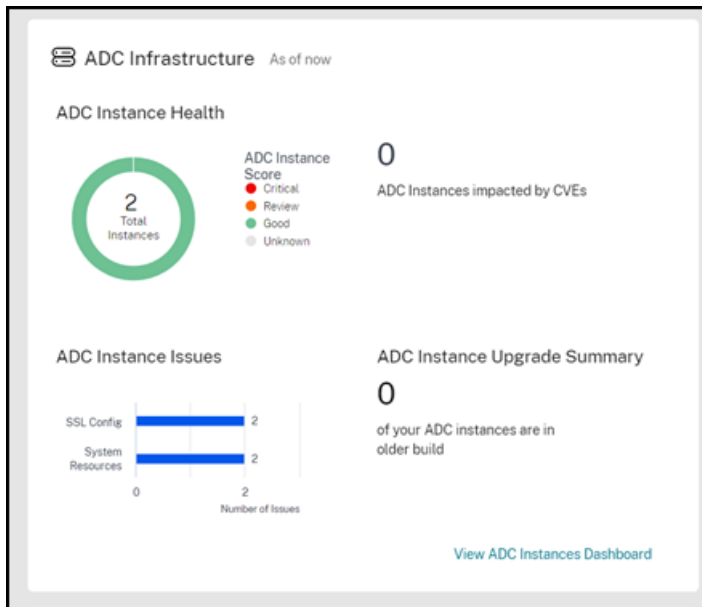 ADC Infrastructure As of now
ADC Instance Health
2
Total
Instances
ADC Instance
Score
Critical
Review
Good
Unknown
0
ADC Instances impacted by CVEs
ADC Instance Issues
SSL Config
2
System
Resources
2
0
2
Number of Issues
ADC Instance Upgrade Summary
0
of your ADC instances are in
older build
View ADC Instances Dashboard